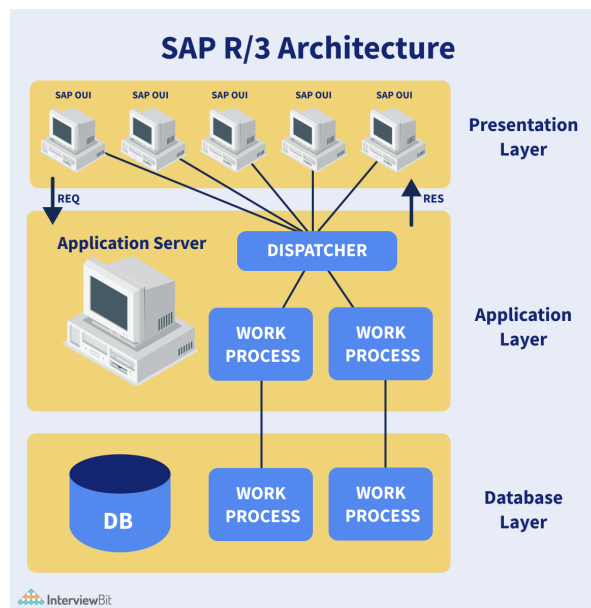 SAP R/3 Architecture
SAP OUI SAP OUI SAP OUI SAP OUI SAP OUI
Presentation
Layer
REQ
RES
Application Server
DISPATCHER
WORK
PROCESS
WORK
PROCESS
Application
Layer
DB
WORK
PROCESS
WORK
PROCESS
Database
Layer
InterviewBit